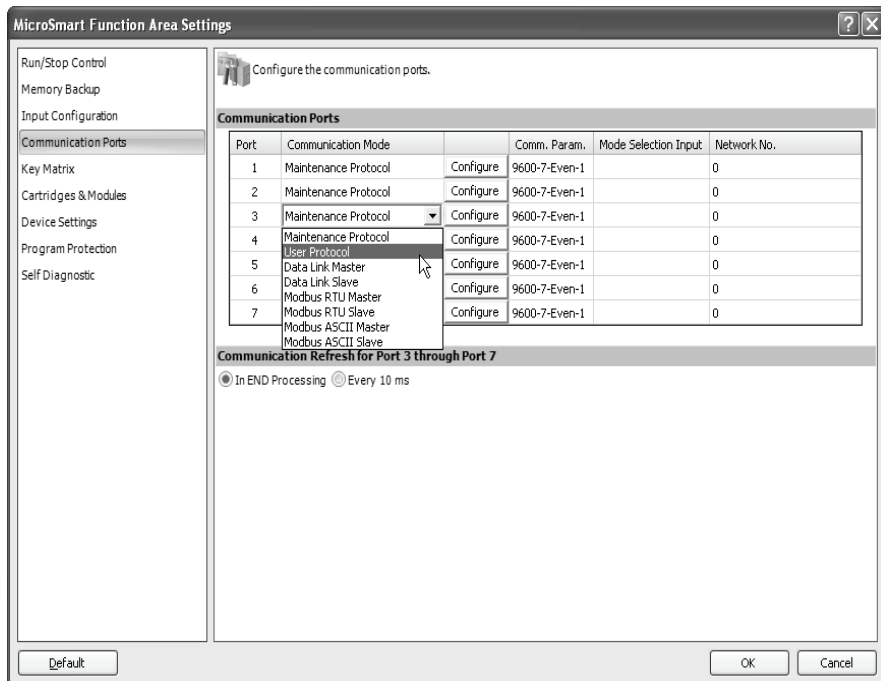 MicroSmart Function Area Settings
Run/Stop Control
Memory Backup
Input Configuration
Communication Ports
Key Matrix
Cartridges & Modules
Device Settings
Program Protection
Self Diagnostic
Configure the communication ports.
Communication Ports
Port Communication Mode Comm. Param. Mode Selection Input Network No.
1 Maintenance Protocol Configure 9600-7-Even-1 0
2 Maintenance Protocol Configure 9600-7-Even-1 0
3 Maintenance Protocol Configure 9600-7-Even-1 0
4 Configure 9600-7-Even-1 0
5 Configure 9600-7-Even-1 0
6 Configure 9600-7-Even-1 0
7 Configure 9600-7-Even-1 0
Maintenance Protocol
User Protocol
Data Link Master
Data Link Slave
Modbus RTU Master
Modbus RTU Slave
Modbus ASCII Master
Modbus ASCII Slave
Communication Refresh for Port 3 through Port 7
In END Processing Every 10 ms
Default OK Cancel